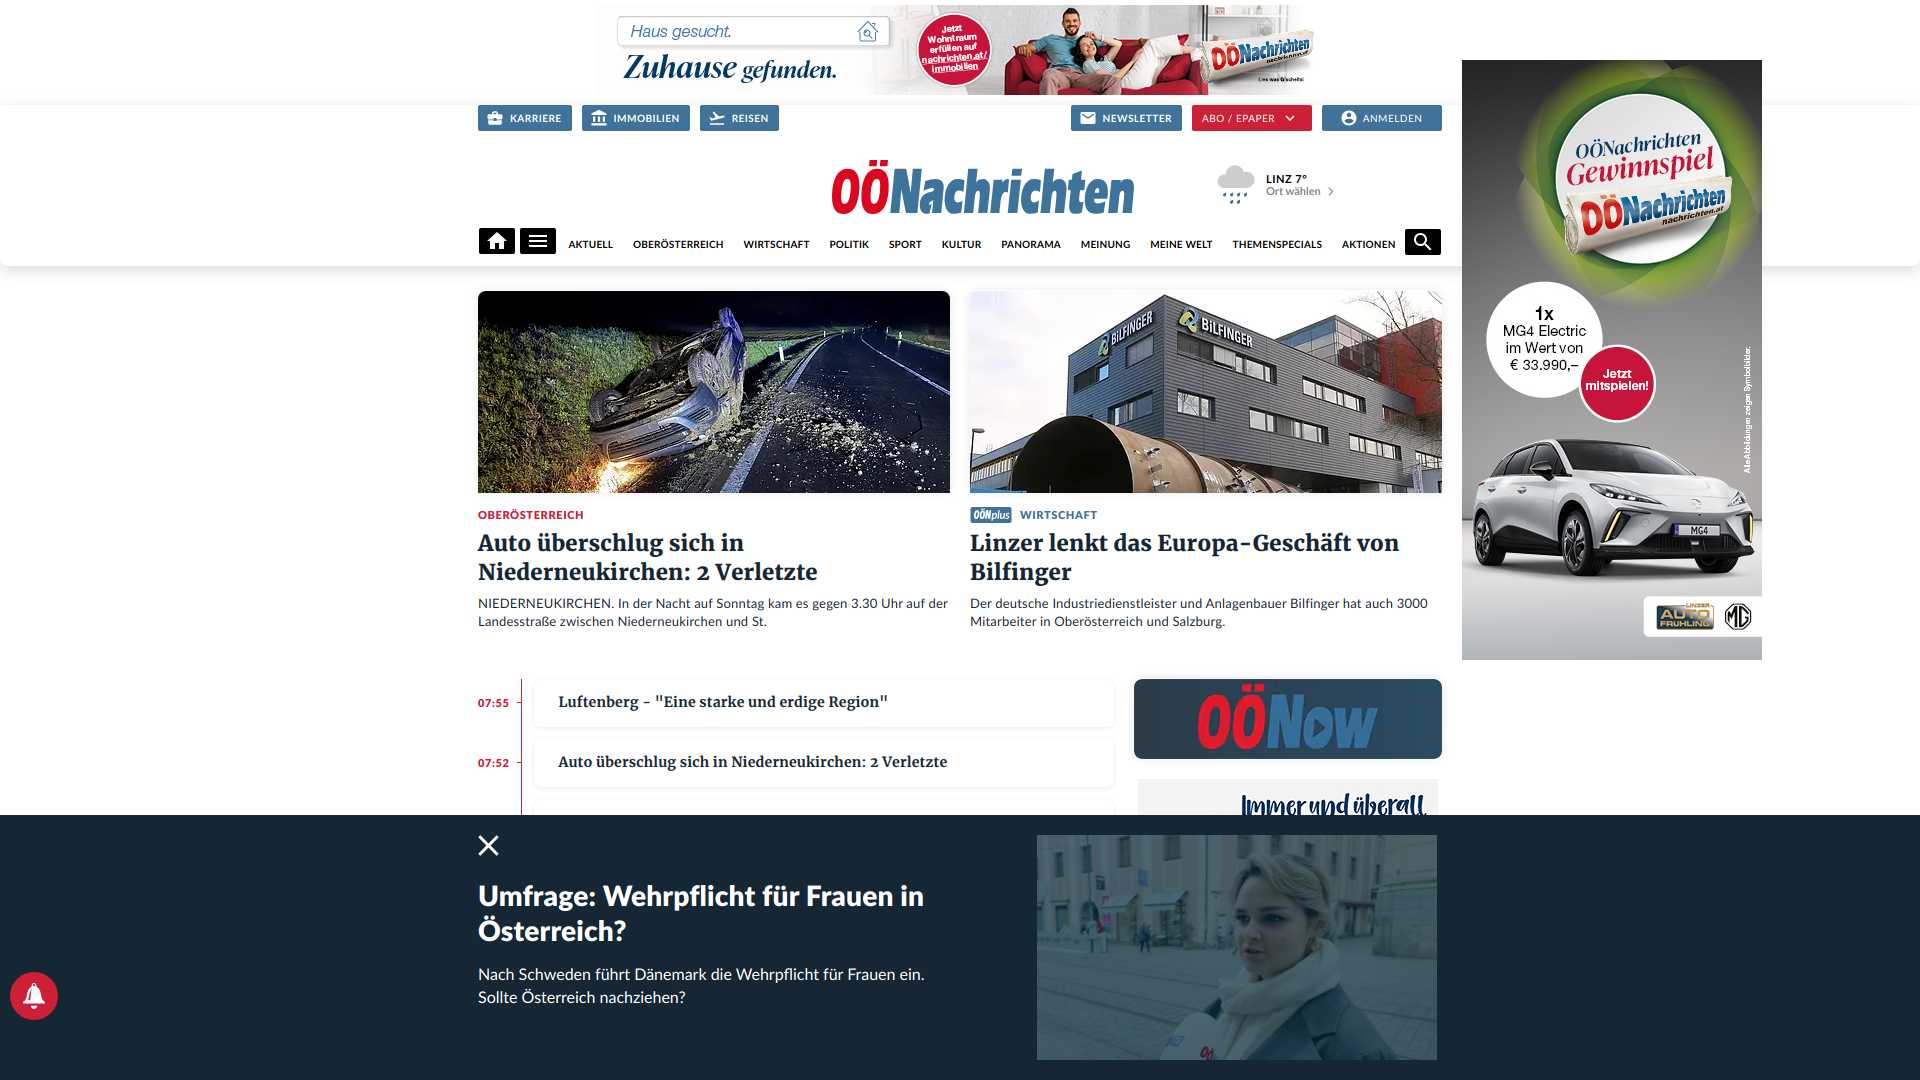 Haus gesucht.
Zuhause gefunden.
Jetzt
Wohntraum
erfüllen auf
nachrichten.at/
immobilien
OÖNachrichten
nachrichten.at
Lies was G'scheits!
KARRIERE
IMMOBILIEN
REISEN
NEWSLETTER
ABO / EPAPER
ANMELDEN
OÖNachrichten
LINZ 7°
Ort wählen
AKTUELL
OBERÖSTERREICH
WIRTSCHAFT
POLITIK
SPORT
KULTUR
PANORAMA
MEINUNG
MEINE WELT
THEMENSPECIALS
AKTIONEN
OÖNachrichten
Gewinnspiel
OÖNachrichten
nachrichten.at
1x
MG4 Electric
im Wert von
€ 33.990,–
Jetzt
mitspielen!
Alle Abbildungen zeigen Symbolbilder.
MG4
LINZER
AUTO
FRÜHLING
MG
BILFINGER
BILFINGER
OBERÖSTERREICH
Auto überschlug sich in
Niederneukirchen: 2 Verletzte
NIEDERNEUKIRCHEN. In der Nacht auf Sonntag kam es gegen 3.30 Uhr auf der
Landesstraße zwischen Niederneukirchen und St.
OÖNplus WIRTSCHAFT
Linzer lenkt das Europa-Geschäft von
Bilfinger
Der deutsche Industriedienstleister und Anlagenbauer Bilfinger hat auch 3000
Mitarbeiter in Oberösterreich und Salzburg.
07:55
Luftenberg - "Eine starke und erdige Region"
07:52
Auto überschlug sich in Niederneukirchen: 2 Verletzte
OÖNow
Immer und überall
Umfrage: Wehrpflicht für Frauen in
Österreich?
Nach Schweden führt Dänemark die Wehrpflicht für Frauen ein.
Sollte Österreich nachziehen?